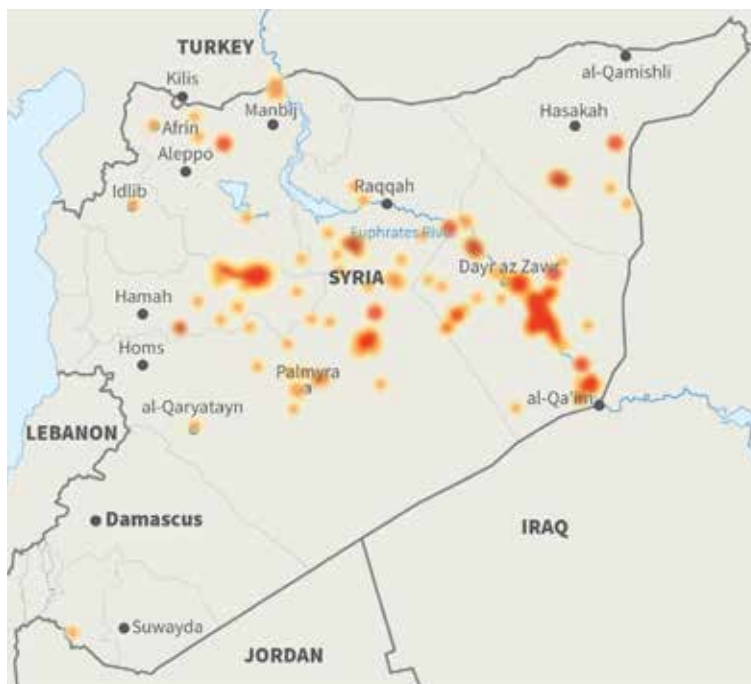 TURKEY
Kilis
al-Qamishli
Afrin
Manbij
Hasakah
Aleppo
Idlib
Raqqah
Euphrates River
SYRIA
Dayr az Zawr
Hamah
Homs
Palmyra
al-Qaryatayn
al-Qa'im
LEBANON
Damascus
IRAQ
Suwayda
JORDAN